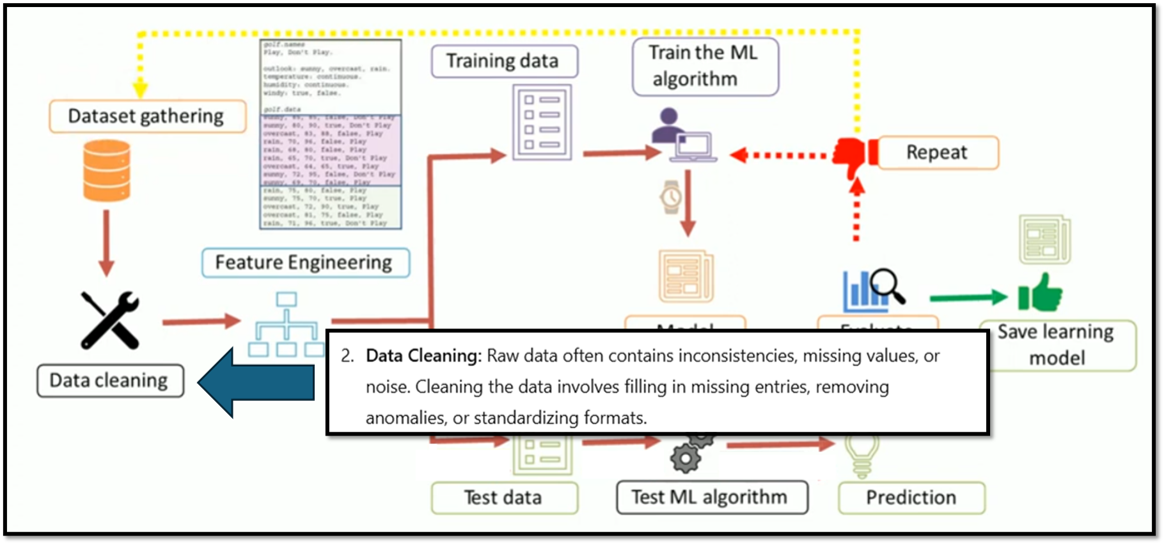 golf.names
Play, Don't Play.
outlook: sunny, overcast, rain.
temperature: continuous.
humidity: continuous.
windy: true, false.
golf.data
sunny, 85, 85, false, Don't Play
sunny, 80, 90, true, Don't Play
overcast, 83, 88, false, Play
rain, 70, 96, false, Play
rain, 68, 80, false, Play
rain, 65, 70, true, Don't Play
overcast, 64, 65, true, Play
sunny, 72, 95, false, Don't Play
sunny, 69, 70, false, Play
rain, 75, 80, false, Play
sunny, 75, 70, true, Play
overcast, 72, 90, true, Play
overcast, 81, 75, false, Play
rain, 71, 96, true, Don't Play
Training data
Train the ML
algorithm
Dataset gathering
Repeat
Feature Engineering
Model
Evaluate
Save learning
model
Data cleaning
2. Data Cleaning: Raw data often contains inconsistencies, missing values, or
noise. Cleaning the data involves filling in missing entries, removing
anomalies, or standardizing formats.
Test data
Test ML algorithm
Prediction